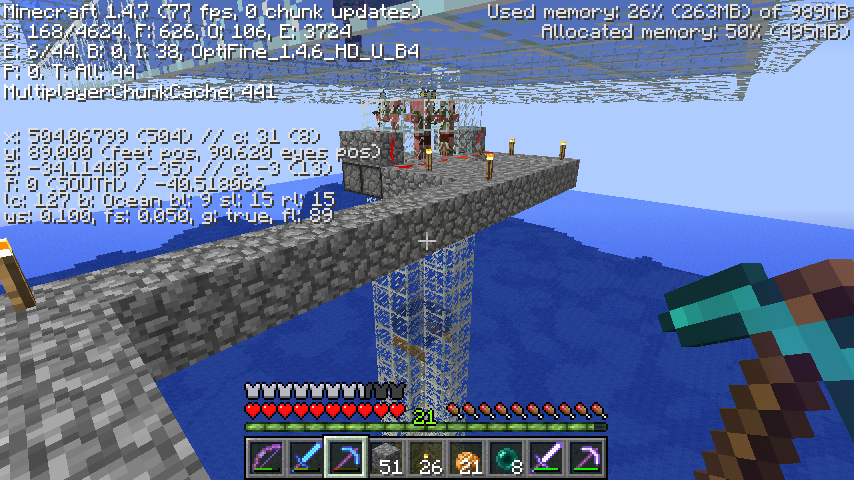 Minecraft 1.4.7 (77 fps, 0 chunk updates)
Used memory: 26% (263MB) of 989MB
C: 168/4624, F: 626, O: 106, E: 3724
Allocated memory: 50% (495MB)
E: 6/44, B: 0, I: 38, OptiFine_1.4.6_HD_U_B4
P: 0, T: All: 44
MultiplayerChunkCache: 441
x: 504.06799 (504) // c: 31 (8)
y: 89.000 (feet pos, 90.620 eyes pos)
z: -34.11449 (-35) // c: -3 (13)
f: 0 (SOUTH) / -40.518066
lc: 127 b: Ocean bl: 9 sl: 15 rl: 15
ws: 0.100, fs: 0.050, g: true, fl: 89
21
51 26 21 8